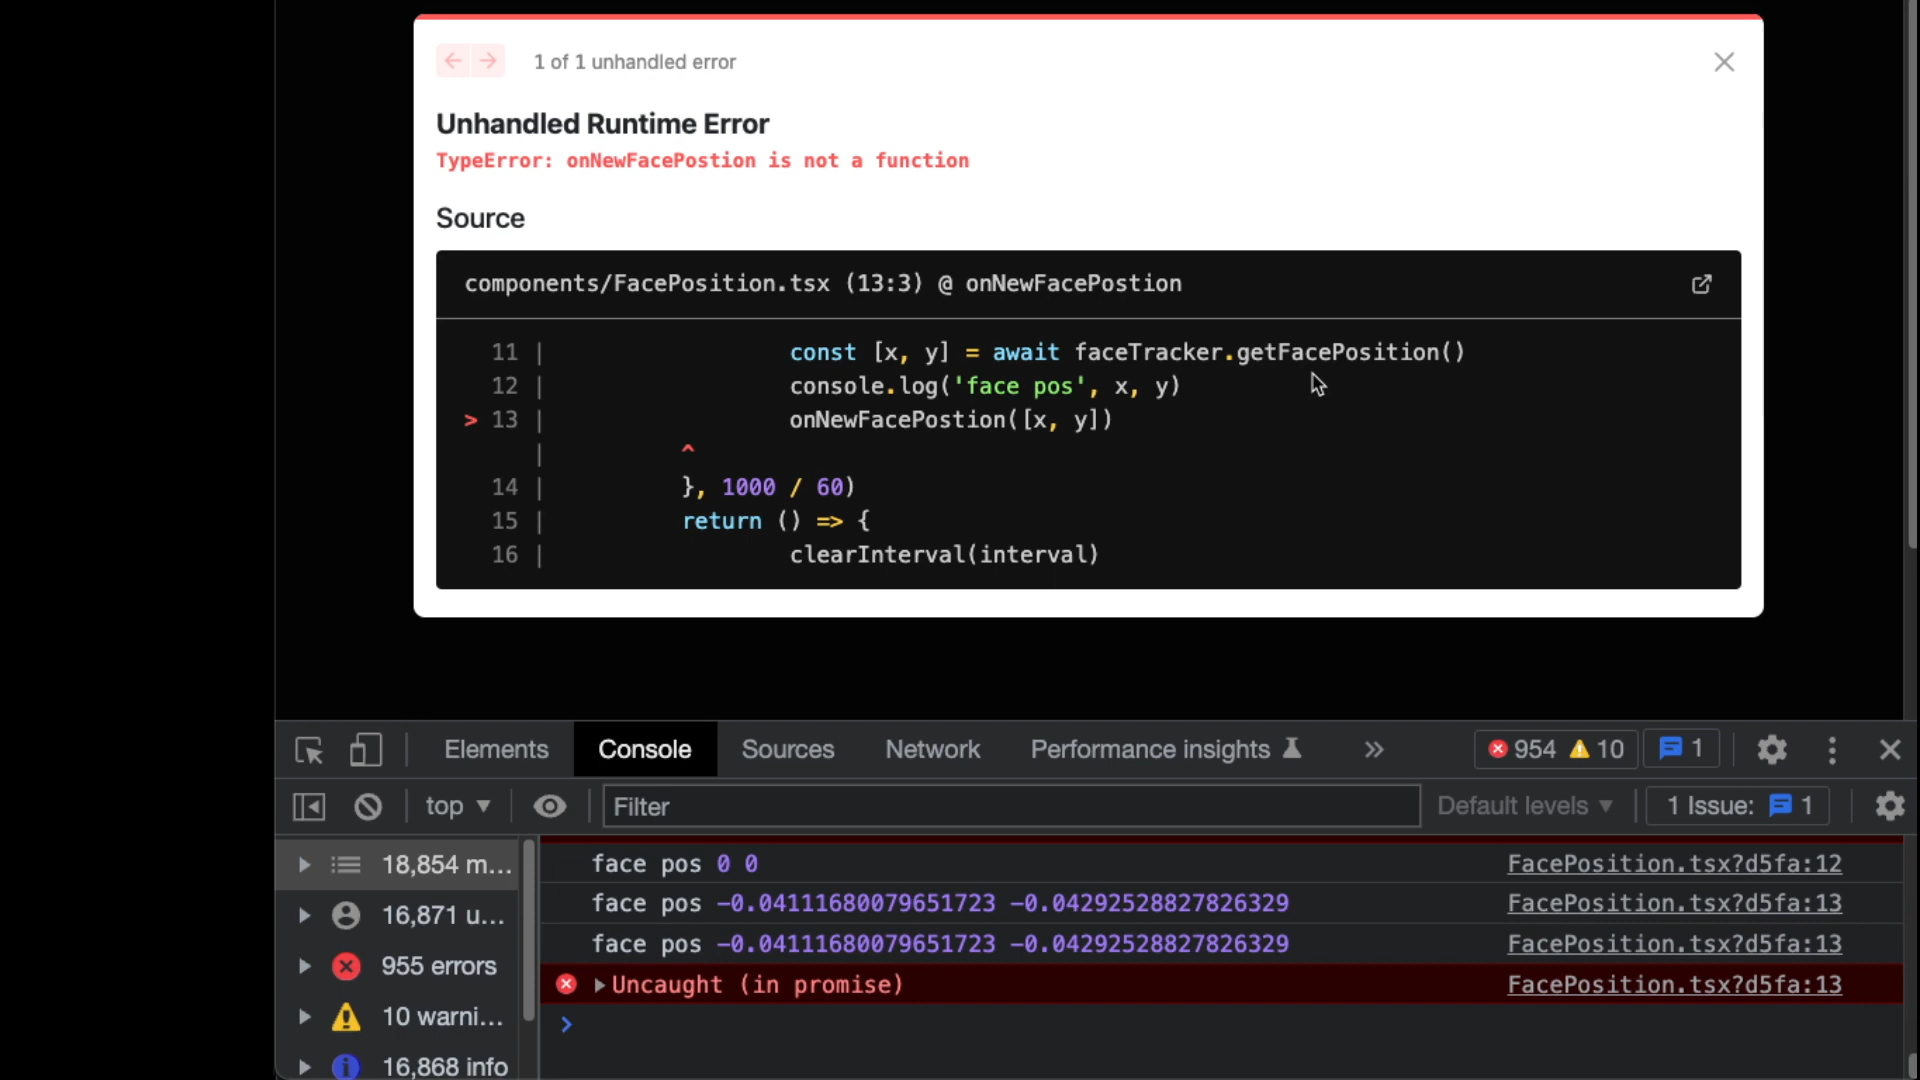 1 of 1 unhandled error
Unhandled Runtime Error
TypeError: onNewFacePostion is not a function
Source
components/FacePosition.tsx (13:3) @ onNewFacePostion
11 | const [x, y] = await faceTracker.getFacePosition()
12 | console.log('face pos', x, y)
> 13 | onNewFacePostion([x, y])
| ^
14 | }, 1000 / 60)
15 | return () => {
16 | clearInterval(interval)
Elements Console Sources Network Performance insights » 954 10 1
top ▼ Filter Default levels ▼ 1 Issue: 1
18,854 m...
16,871 u...
955 errors
10 warni...
16,868 info
face pos 0 0 FacePosition.tsx?d5fa:12
face pos -0.04111680079651723 -0.04292528827826329 FacePosition.tsx?d5fa:13
face pos -0.04111680079651723 -0.04292528827826329 FacePosition.tsx?d5fa:13
Uncaught (in promise) FacePosition.tsx?d5fa:13
>